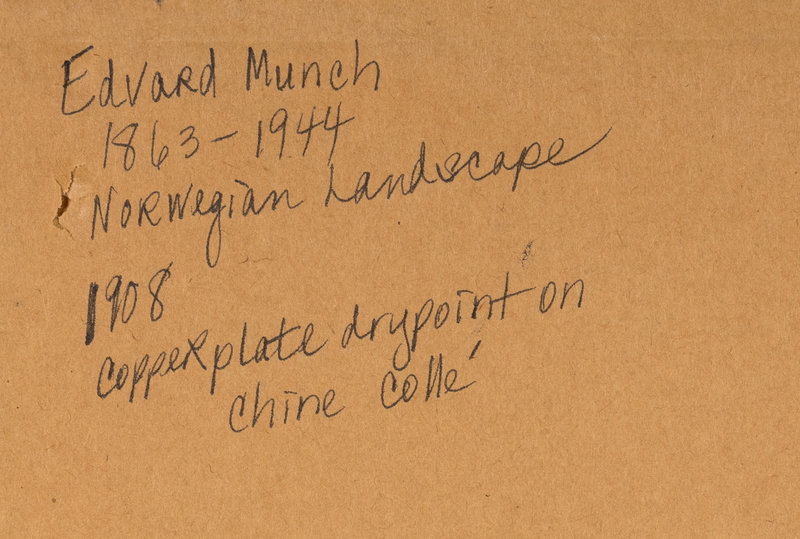 Edvard Munch
1863-1944
Norwegian Landscape
1908
copperplate drypoint on
chine collé